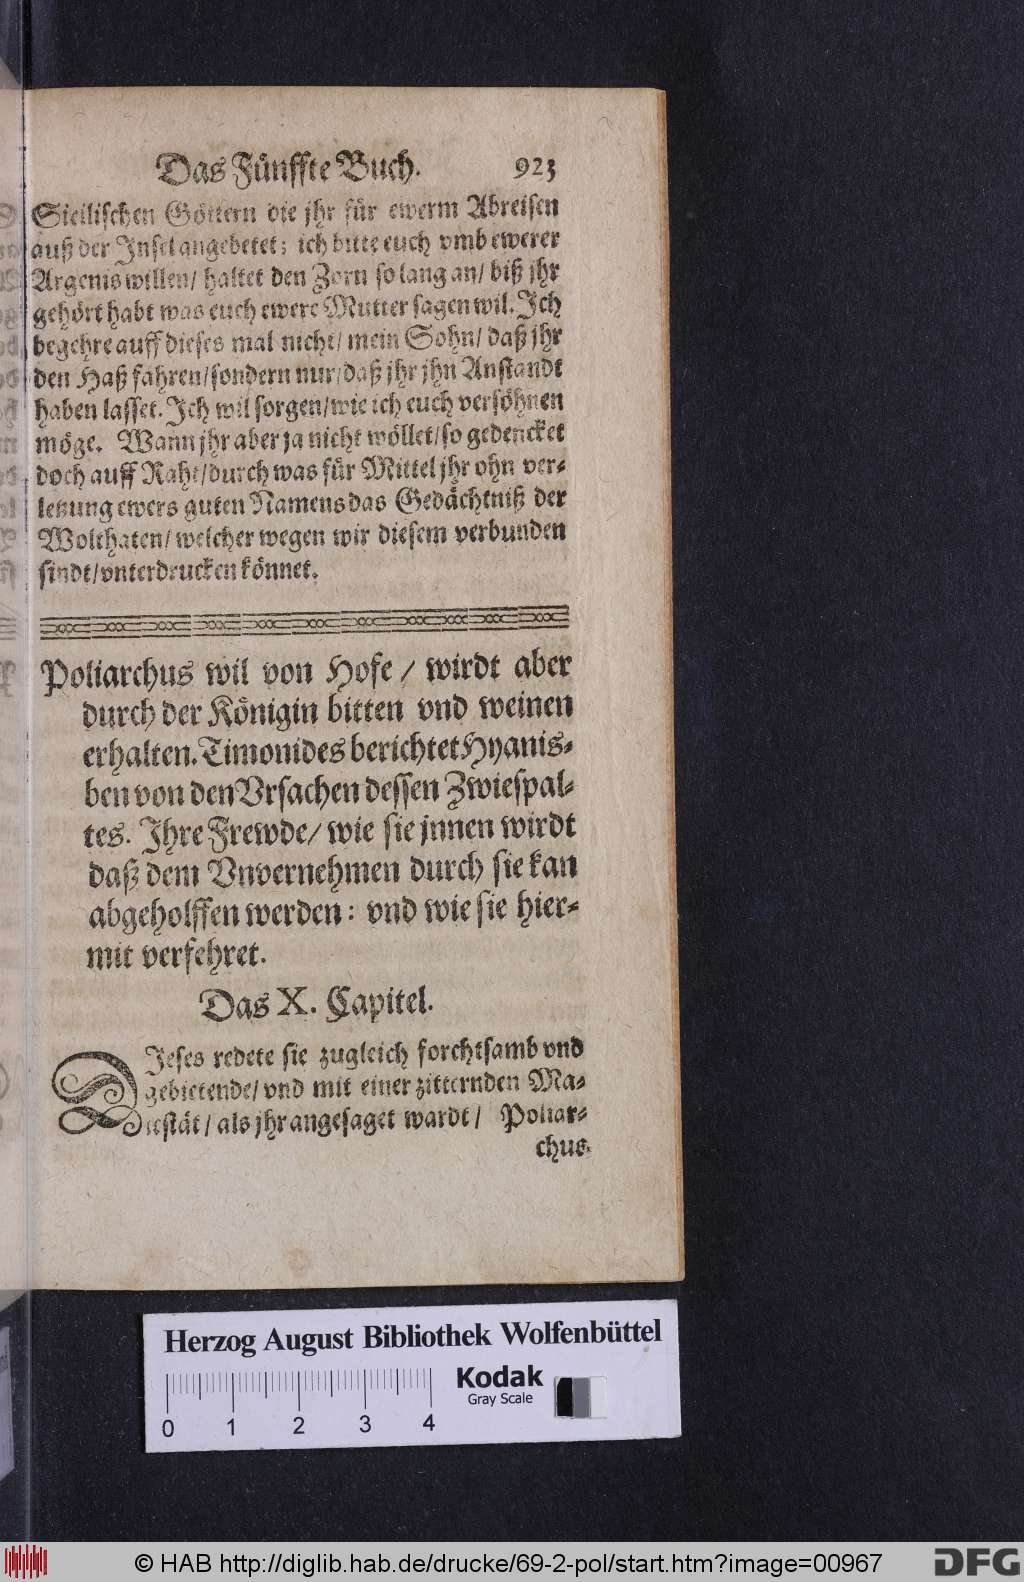 Das Fünffte Buch. 923
Sicilischen Göttern die jhr für ewerm Abreisen
auß der Insel angebetet; ich bitte euch vmb ewerer
Argenis willen/ haltet den Zorn so lang an/ biß jhr
gehört habt was euch ewere Mutter sagen wil. Ich
begehre auff dieses mal nicht/ mein Sohn/ daß jhr
den Haß fahren/ sondern nur/ daß jhr jhn Anstandt
haben lasset. Ich wil sorgen/ wie ich euch versöhnen
möge. Wann jhr aber ja nicht wöllet/ so gedencket
doch auff Raht/ durch was für Mittel jhr ohn ver-
letzung ewers guten Namens das Gedächtniß der
Wolthaten/ welcher wegen wir diesem verbunden
sindt/ vnterdrucken könnet.
Poliarchus wil von Hofe / wirdt aber
durch der Königin bitten vnd weinen
erhalten. Timonides berichtet Hyanis-
ben von den Vrsachen dessen Zwiespal-
tes. Ihre Frewde/ wie sie jnnen wirdt
daß dem Vnvernehmen durch sie kan
abgeholffen werden: vnd wie sie hier-
mit verfehret.
Das X. Capitel.
DIeses redete sie zugleich forchtsamb vnd
gebietende/ vnd mit einer zitternden Ma-
iestät/ als jhr angesaget wardt/ Poliar-
chus
Herzog August Bibliothek Wolfenbüttel
Kodak
Gray Scale
0 1 2 3 4
© HAB http://diglib.hab.de/drucke/69-2-pol/start.htm?image=00967
DFG